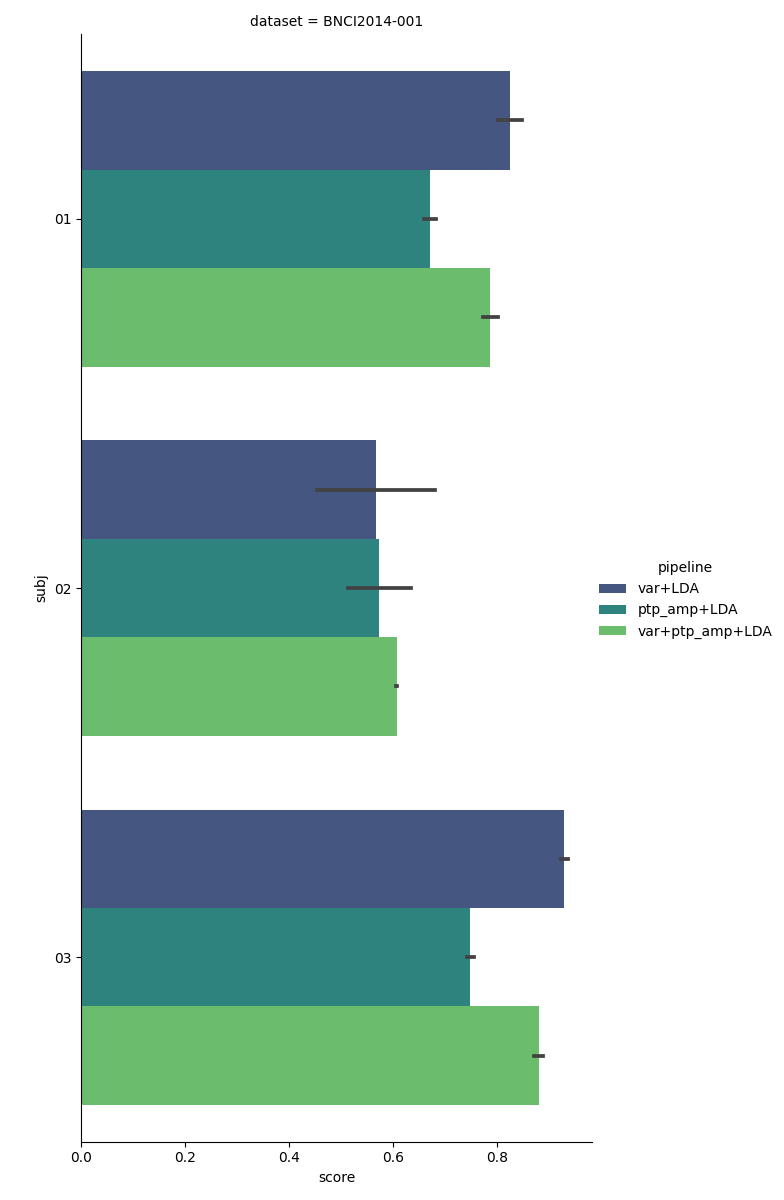 dataset = BNCI2014-001
01
02
03
subj
0.0 0.2 0.4 0.6 0.8
score
pipeline
var+LDA
ptp_amp+LDA
var+ptp_amp+LDA